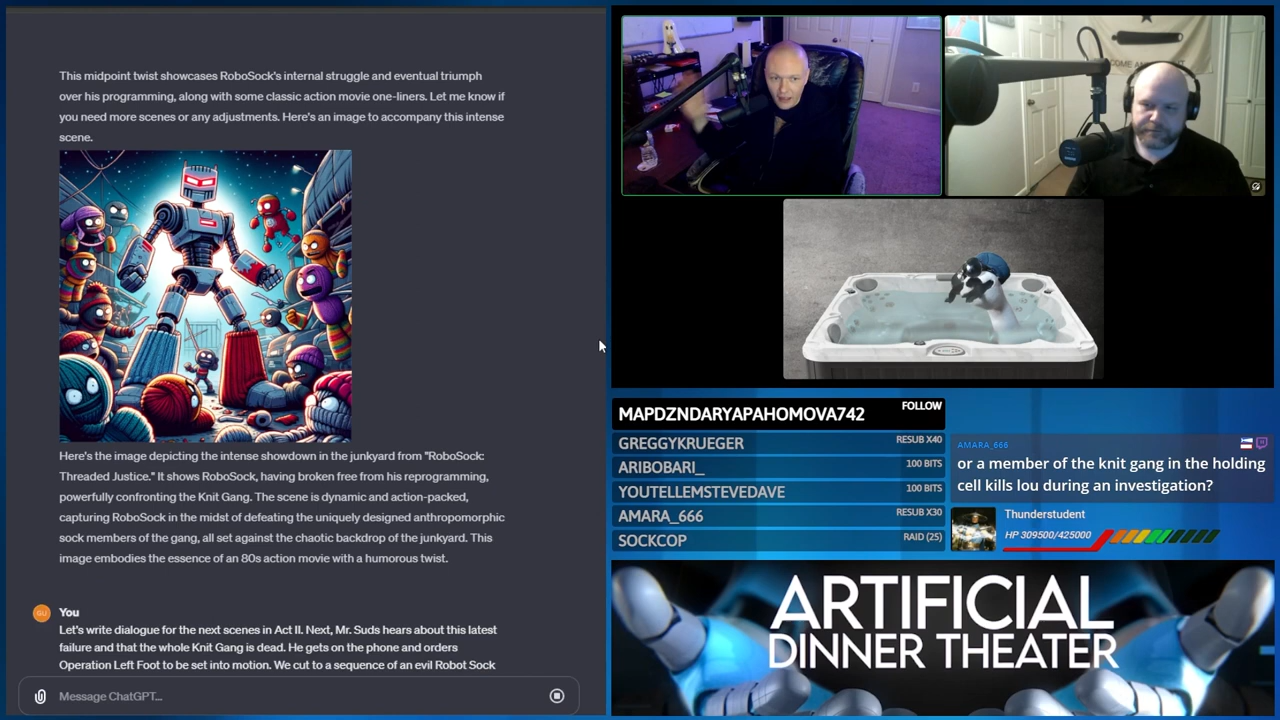 This midpoint twist showcases RoboSock's internal struggle and eventual triumph
over his programming, along with some classic action movie one-liners. Let me know if
you need more scenes or any adjustments. Here's an image to accompany this intense
scene.
Here's the image depicting the intense showdown in the junkyard from "RoboSock:
Threaded Justice." It shows RoboSock, having broken free from his reprogramming,
powerfully confronting the Knit Gang. The scene is dynamic and action-packed,
capturing RoboSock in the midst of defeating the uniquely designed anthropomorphic
sock members of the gang, all set against the chaotic backdrop of the junkyard. This
image embodies the essence of an 80s action movie with a humorous twist.
GU
You
Let's write dialogue for the next scenes in Act II. Next, Mr. Suds hears about this latest
failure and that the whole Knit Gang is dead. He gets on the phone and orders
Operation Left Foot to be set into motion. We cut to a sequence of an evil Robot Sock
Message ChatGPT...
MAPDZNDARYAPAHOMOVA742 FOLLOW
GREGGYKRUEGER RESUB X40
ARIBOBARI_ 100 BITS
YOUTELLEMSTEVEDAVE 100 BITS
AMARA_666 RESUB X30
SOCKCOP RAID (25)
AMARA_666
or a member of the knit gang in the holding
cell kills lou during an investigation?
Thunderstudent
HP 309500/425000
ARTIFICIAL
DINNER THEATER